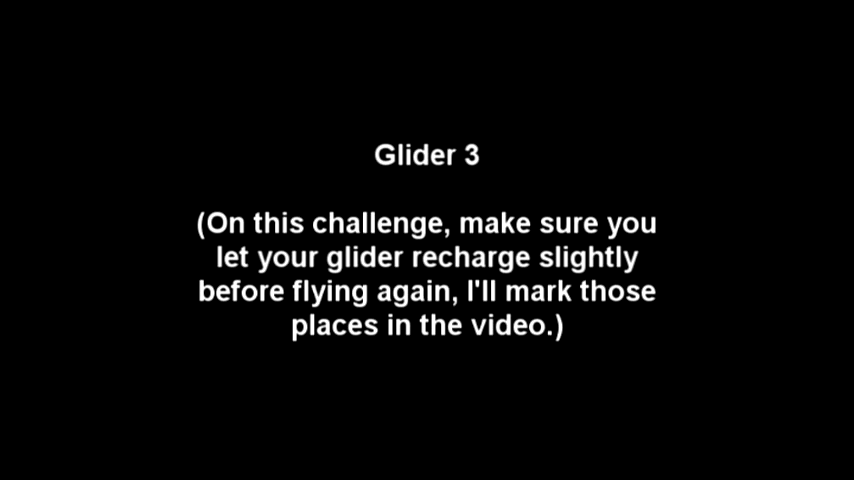 Glider 3
(On this challenge, make sure you
let your glider recharge slightly
before flying again, I'll mark those
places in the video.)